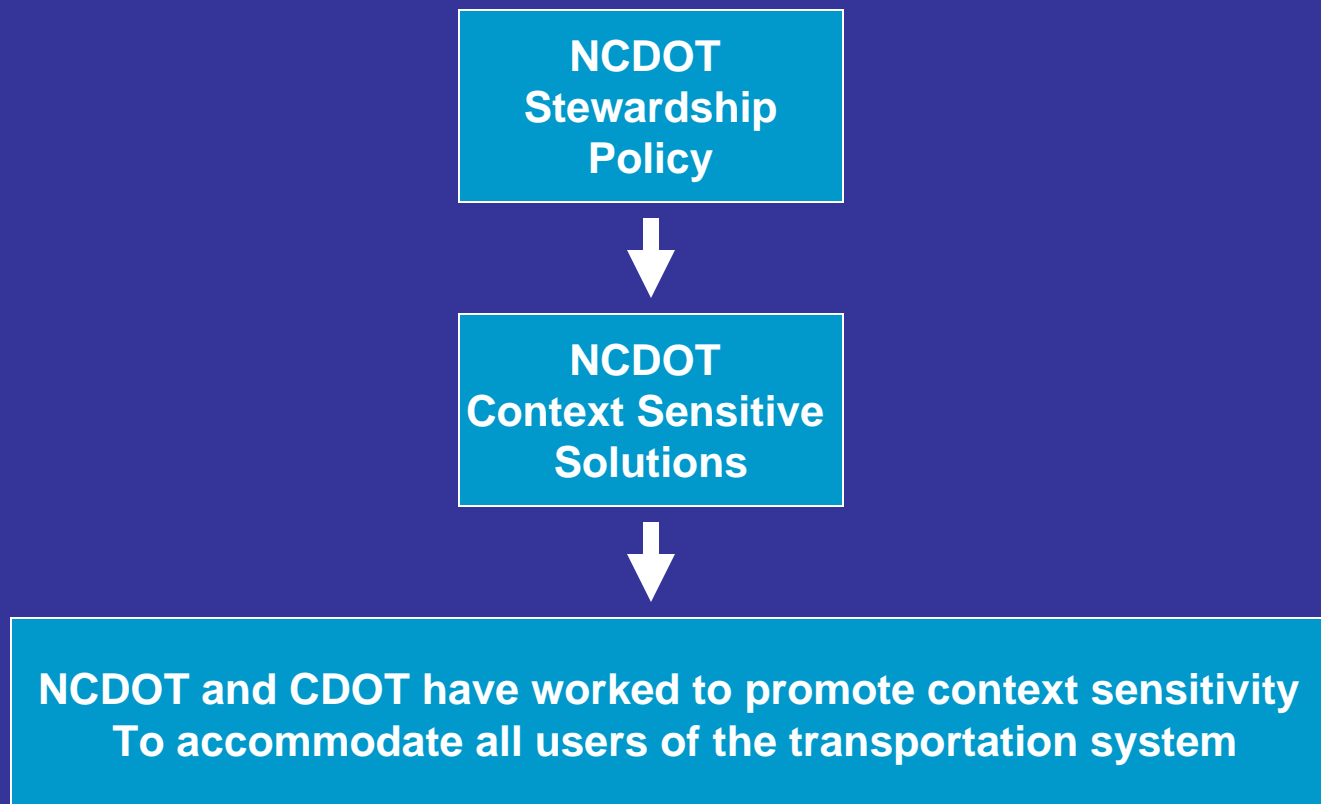 NCDOT
Stewardship
Policy
NCDOT
Context Sensitive
Solutions
NCDOT and CDOT have worked to promote context sensitivity
To accommodate all users of the transportation system